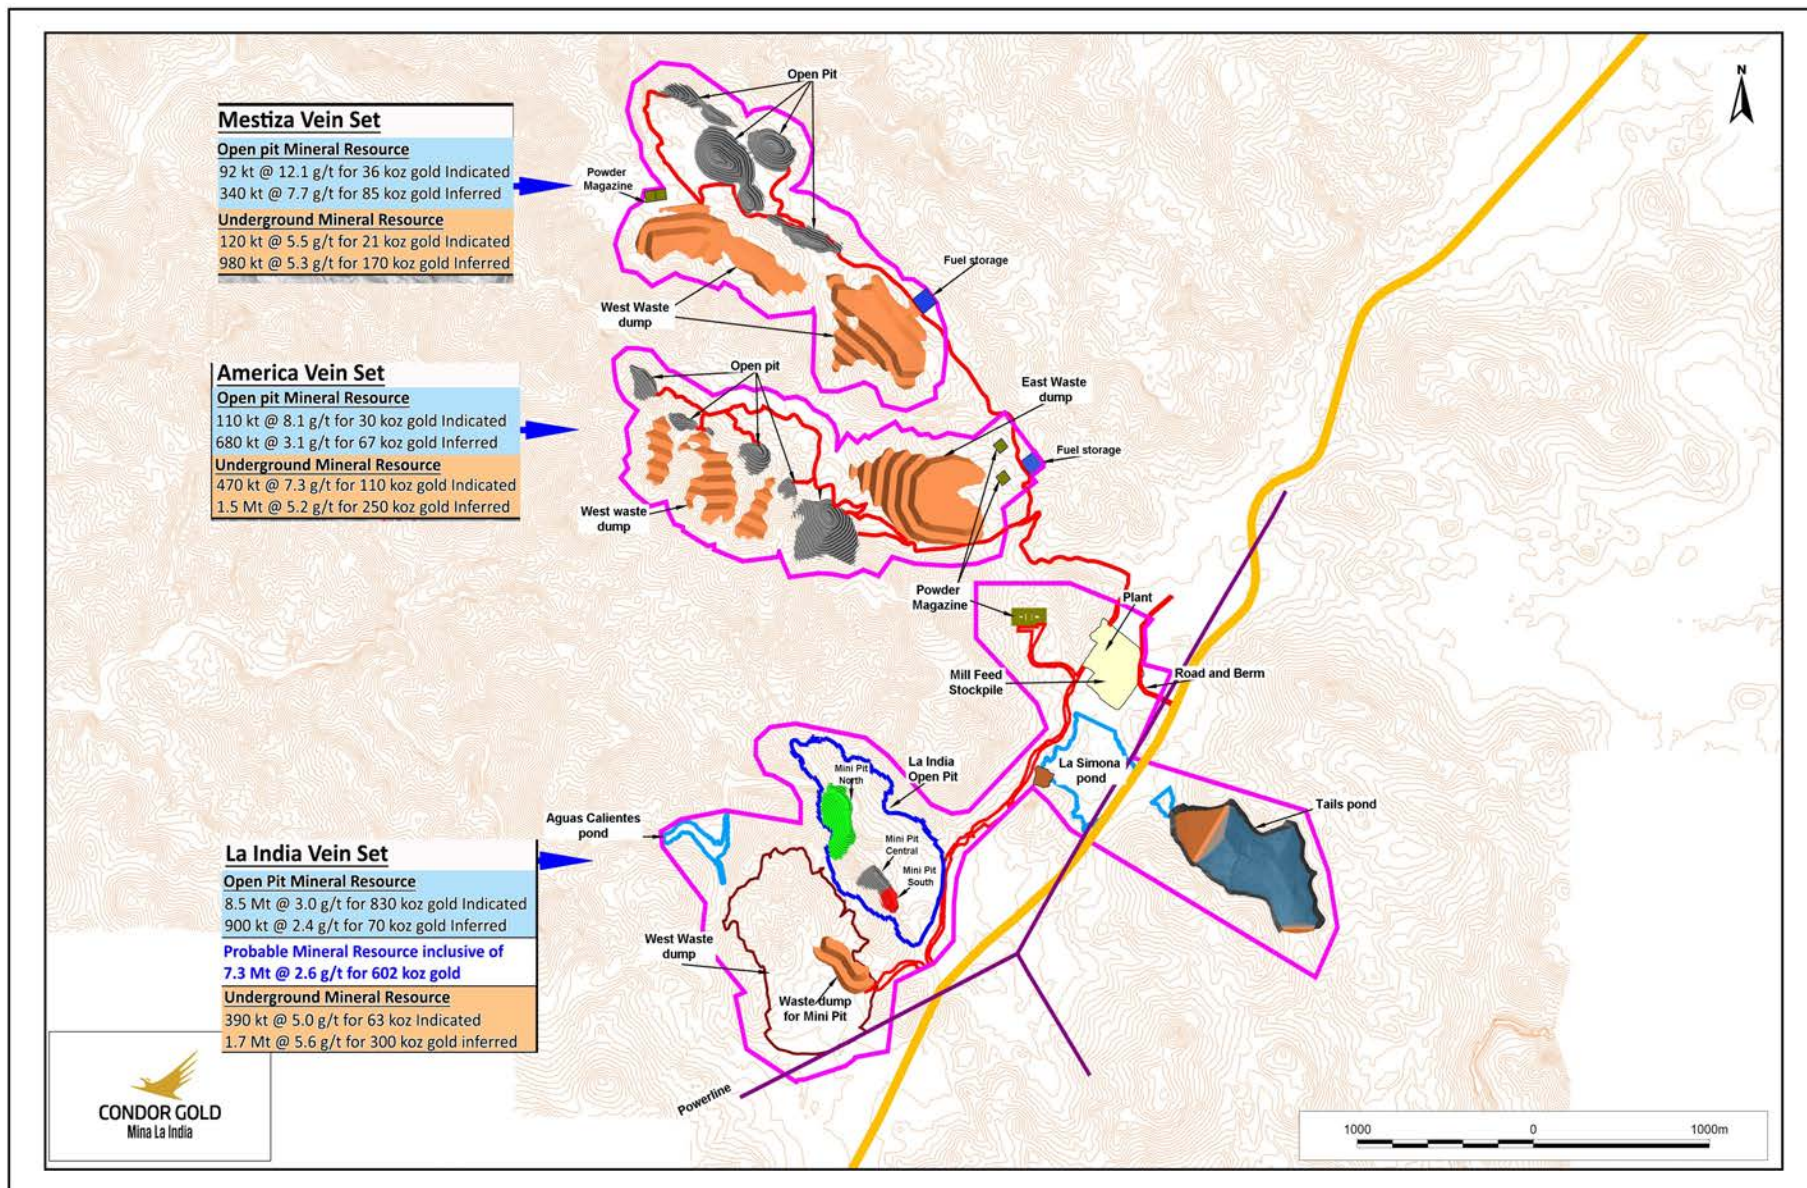 Mestiza Vein Set
Open pit Mineral Resource
92 kt @ 12.1 g/t for 36 koz gold Indicated
340 kt @ 7.7 g/t for 85 koz gold Inferred
Underground Mineral Resource
120 kt @ 5.5 g/t for 21 koz gold Indicated
980 kt @ 5.3 g/t for 170 koz gold Inferred
America Vein Set
Open pit Mineral Resource
110 kt @ 8.1 g/t for 30 koz gold Indicated
680 kt @ 3.1 g/t for 67 koz gold Inferred
Underground Mineral Resource
470 kt @ 7.3 g/t for 110 koz gold Indicated
1.5 Mt @ 5.2 g/t for 250 koz gold Inferred
La India Vein Set
Open Pit Mineral Resource
8.5 Mt @ 3.0 g/t for 830 koz gold Indicated
900 kt @ 2.4 g/t for 70 koz gold Inferred
Probable Mineral Resource inclusive of
7.3 Mt @ 2.6 g/t for 602 koz gold
Underground Mineral Resource
390 kt @ 5.0 g/t for 63 koz Indicated
1.7 Mt @ 5.6 g/t for 300 koz gold inferred
CONDOR GOLD
Mina La India
Open Pit
Powder
Magazine
Fuel storage
West Waste
dump
Open pit
East Waste
dump
Fuel storage
West waste
dump
Powder
Magazine
Plant
Mill Feed
Stockpile
Road and Berm
La India
Open Pit
Mini Pit
North
La Simona
pond
Tails pond
Aguas Calientes
pond
Mini Pit
Central
Mini Pit
South
West Waste
dump
Waste dump
for Mini Pit
Powerline
N
1000
0
1000m